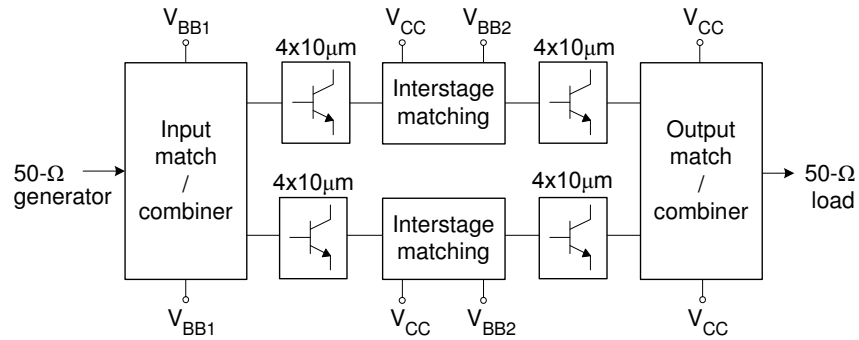 V_BB1 V_CC V_BB2 V_CC
4x10μm 4x10μm
Input
match
/
combiner
Interstage
matching
Output
match
/
combiner
50-Ω
generator
50-Ω
load
4x10μm 4x10μm
Interstage
matching
V_BB1 V_CC V_BB2 V_CC